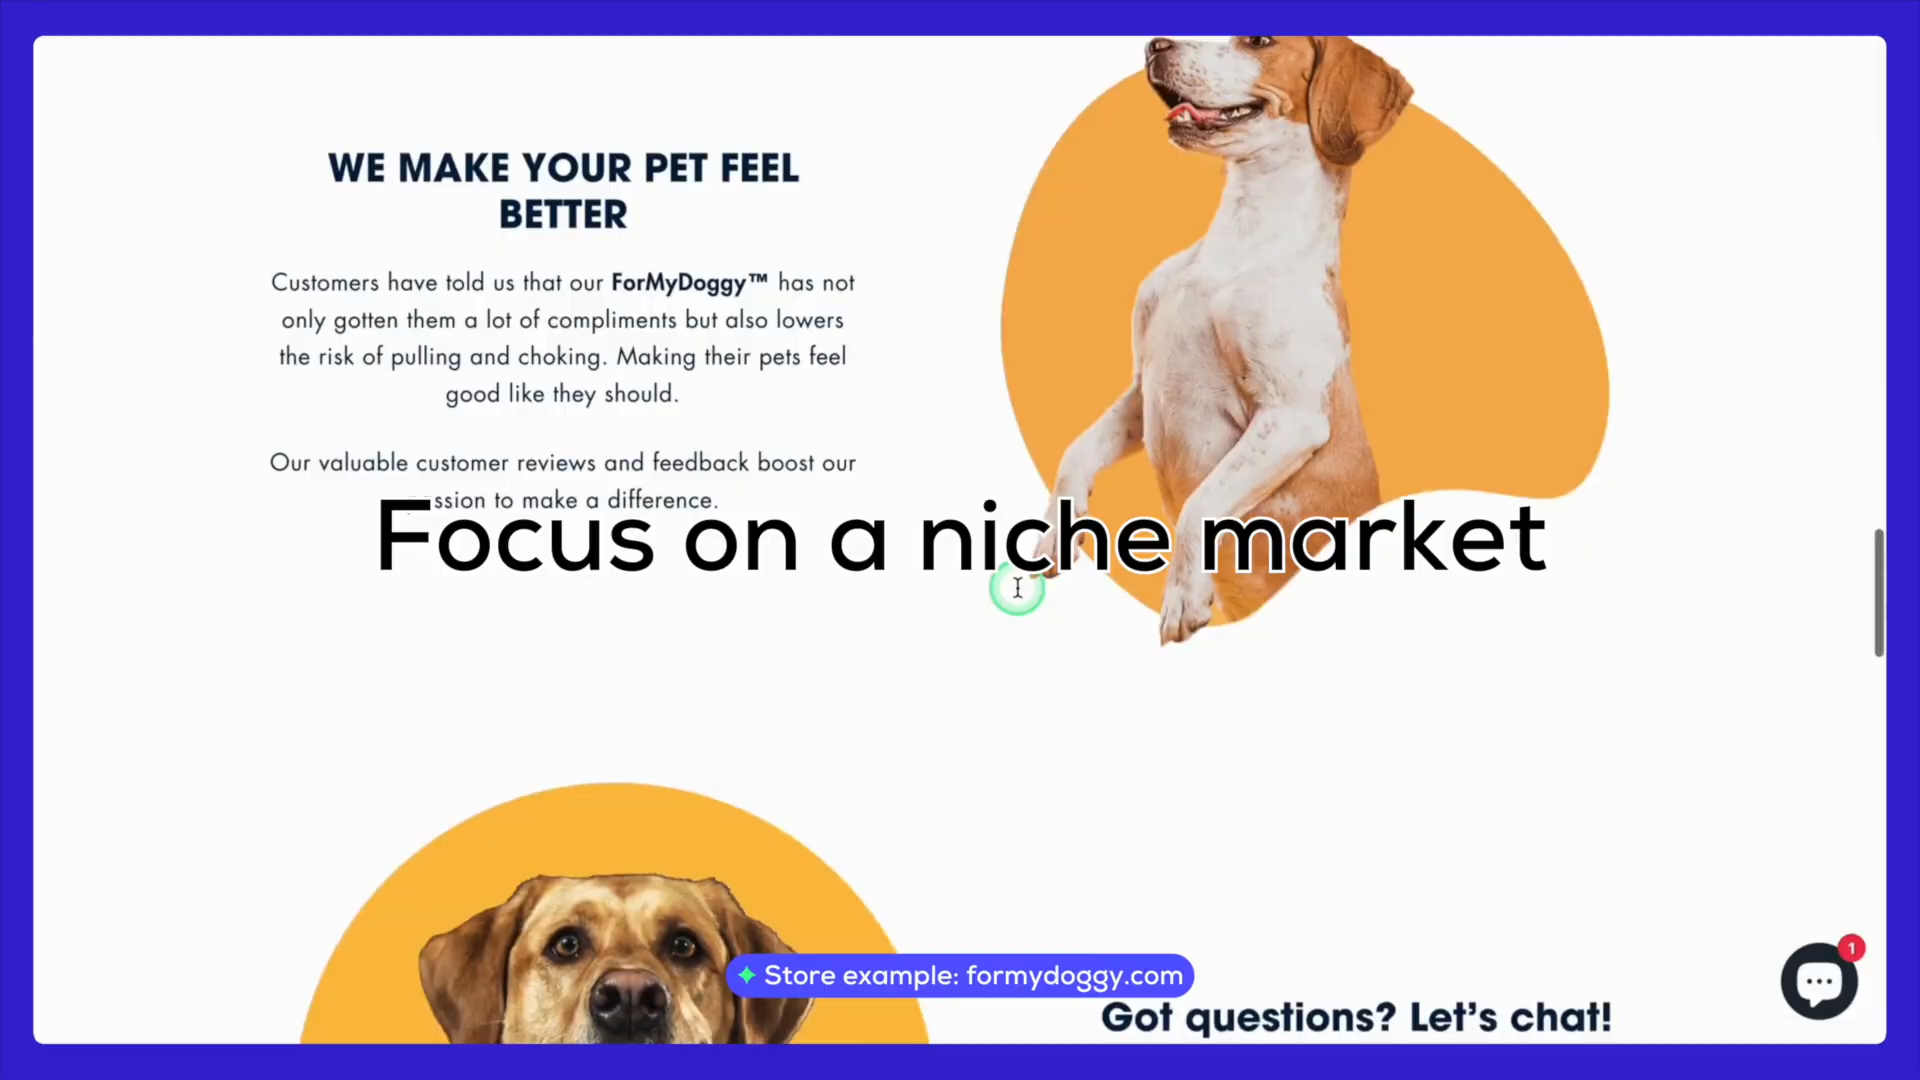 WE MAKE YOUR PET FEEL
BETTER
Customers have told us that our ForMyDoggy™ has not
only gotten them a lot of compliments but also lowers
the risk of pulling and choking. Making their pets feel
good like they should.
Our valuable customer reviews and feedback boost our
to make a difference.
Focus on a niche market
Store example: formydoggy.com
Got questions? Let's chat!
1